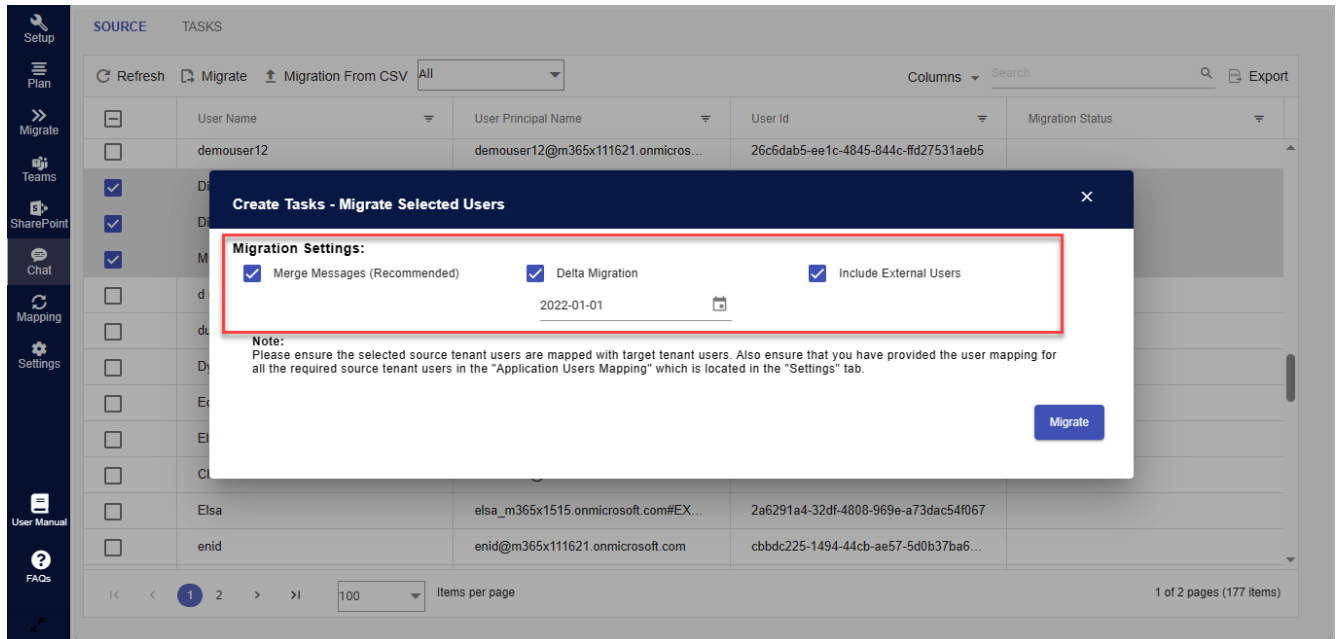 Setup
Plan
Migrate
Teams
SharePoint
Chat
Mapping
Settings
User Manual
FAQs
SOURCE TASKS
Refresh Migrate Migration From CSV All Columns Search Export
User Name User Principal Name User Id Migration Status
demouser12 demouser12@m365x111621.onmicros... 26c6dab5-ee1c-4845-844c-ffd27531aeb5
Di
Di
M
d
du
Dy
Ed
El
Cl
Create Tasks - Migrate Selected Users
Migration Settings:
Merge Messages (Recommended) Delta Migration Include External Users
2022-01-01
Note:
Please ensure the selected source tenant users are mapped with target tenant users. Also ensure that you have provided the user mapping for
all the required source tenant users in the "Application Users Mapping" which is located in the "Settings" tab.
Migrate
Elsa elsa_m365x1515.onmicrosoft.com#EX... 2a6291a4-32df-4808-969e-a73dac54f067
enid enid@m365x111621.onmicrosoft.com cbbdc225-1494-44cb-ae57-5d0b37ba6...
1 2 100 Items per page 1 of 2 pages (177 items)